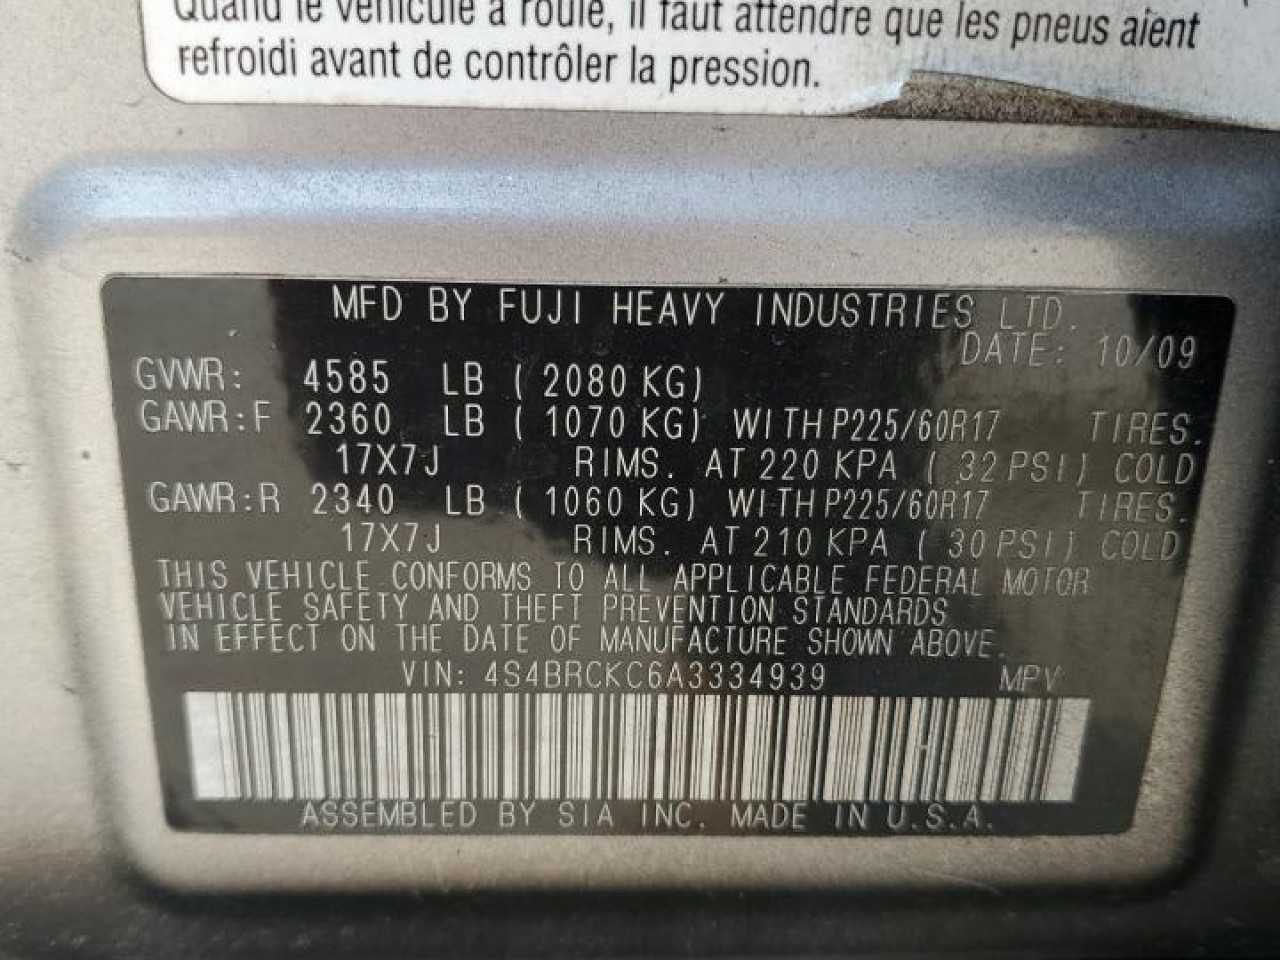 Quand le véhicule a roulé, il faut attendre que les pneus aient
refroidi avant de contrôler la pression.
MFD BY FUJI HEAVY INDUSTRIES LTD.
DATE: 10/09
GVWR: 4585 LB ( 2080 KG)
GAWR:F 2360 LB ( 1070 KG) WITH P225/60R17 TIRES.
17X7J RIMS. AT 220 KPA ( 32 PSI) COLD
GAWR:R 2340 LB ( 1060 KG) WITH P225/60R17 TIRES.
17X7J RIMS. AT 210 KPA ( 30 PSI) COLD
THIS VEHICLE CONFORMS TO ALL APPLICABLE FEDERAL MOTOR
VEHICLE SAFETY AND THEFT PREVENTION STANDARDS
IN EFFECT ON THE DATE OF MANUFACTURE SHOWN ABOVE.
VIN: 4S4BRCKC6A3334939 MPV
ASSEMBLED BY SIA INC. MADE IN U.S.A.